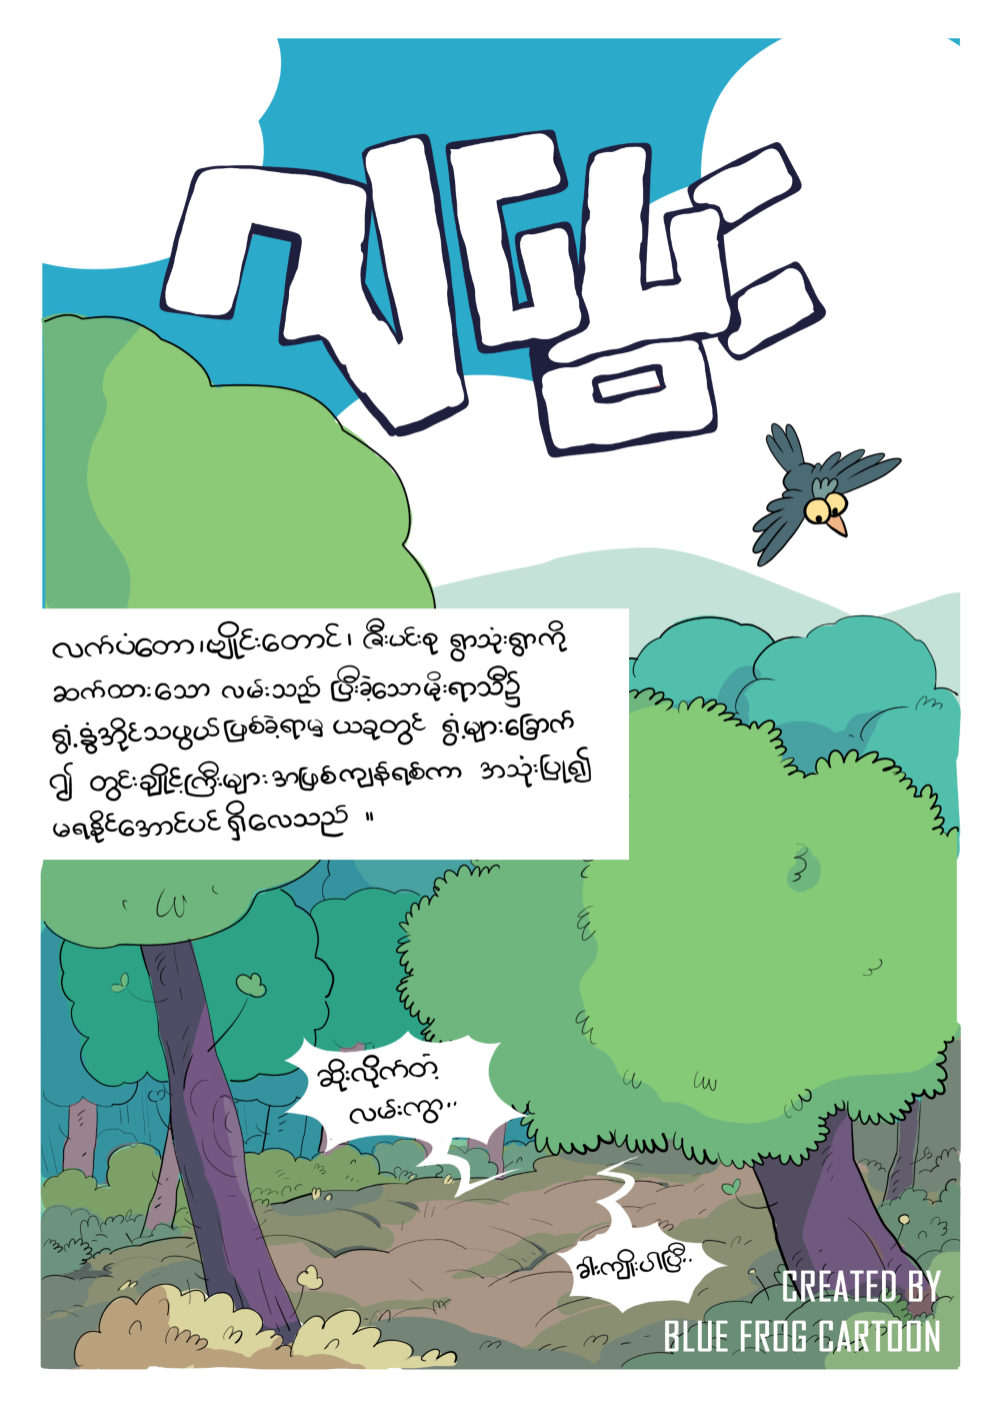 လမ်း
လက်ပံတော၊ဗျိုင်းတောင်၊ ဇီးပင်းစု ရွာသုံးရွာကို
ဆက်ထားသော လမ်းသည် ပြီးခဲ့သောမိုးရာသီ၌
ရွှံ့နွံအိုင်သဖွယ်ဖြစ်ခဲ့ရာမှ ယခုတွင် ရွှံ့များခြောက်
၍ တွင်းချိုင့်ကြီးများအဖြစ်ကျန်ရစ်ကာ အသုံးပြု၍
မရနိုင်အောင်ပင် ရှိလေသည် ။
ဆိုးလိုက်တဲ့
လမ်းကွာ..
ခါးကျိုးပါပြီ..
CREATED BY
BLUE FROG CARTOON